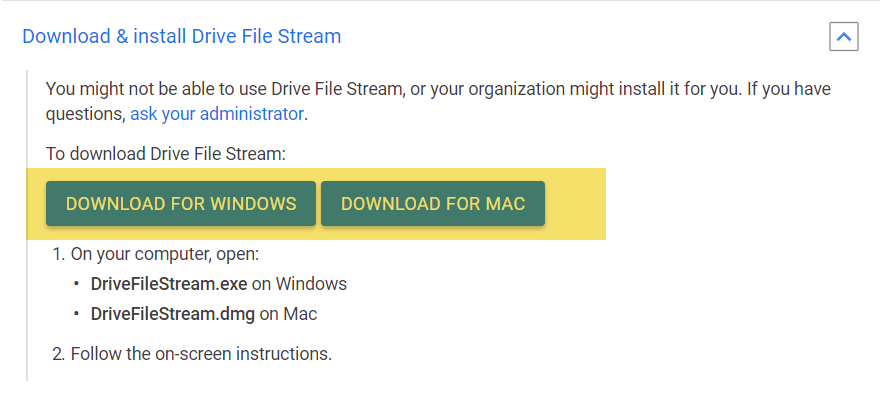 Download & install Drive File Stream
You might not be able to use Drive File Stream, or your organization might install it for you. If you have
questions, ask your administrator.
To download Drive File Stream:
DOWNLOAD FOR WINDOWS DOWNLOAD FOR MAC
1. On your computer, open:
• DriveFileStream.exe on Windows
• DriveFileStream.dmg on Mac
2. Follow the on-screen instructions.